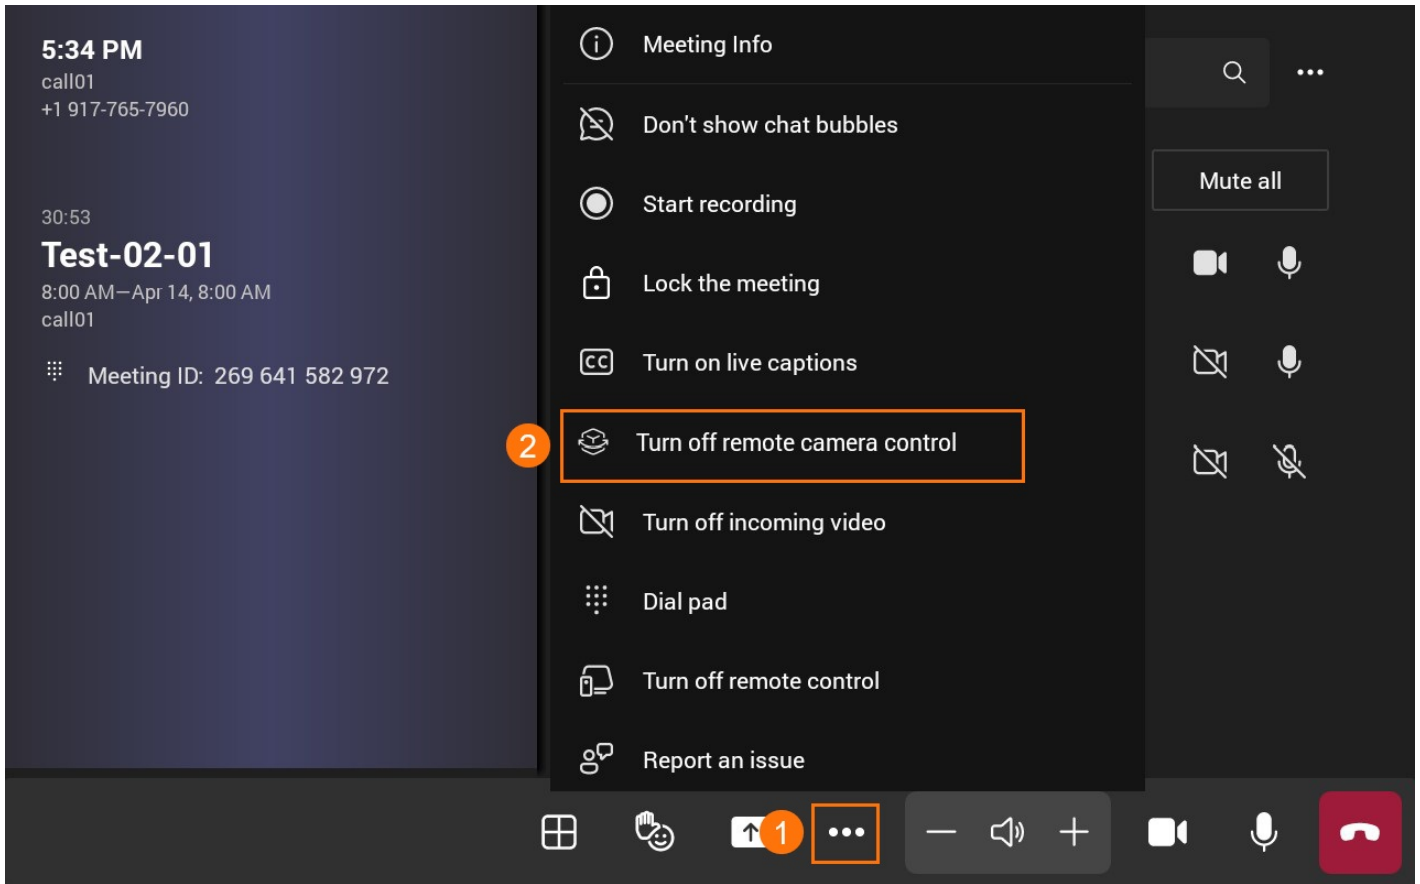 5:34 PM
call01
+1 917-765-7960
30:53
Test-02-01
8:00 AM—Apr 14, 8:00 AM
call01
Meeting ID: 269 641 582 972
Meeting Info
Don't show chat bubbles
Start recording
Lock the meeting
CC Turn on live captions
2 Turn off remote camera control
Turn off incoming video
Dial pad
Turn off remote control
Report an issue
Mute all
1